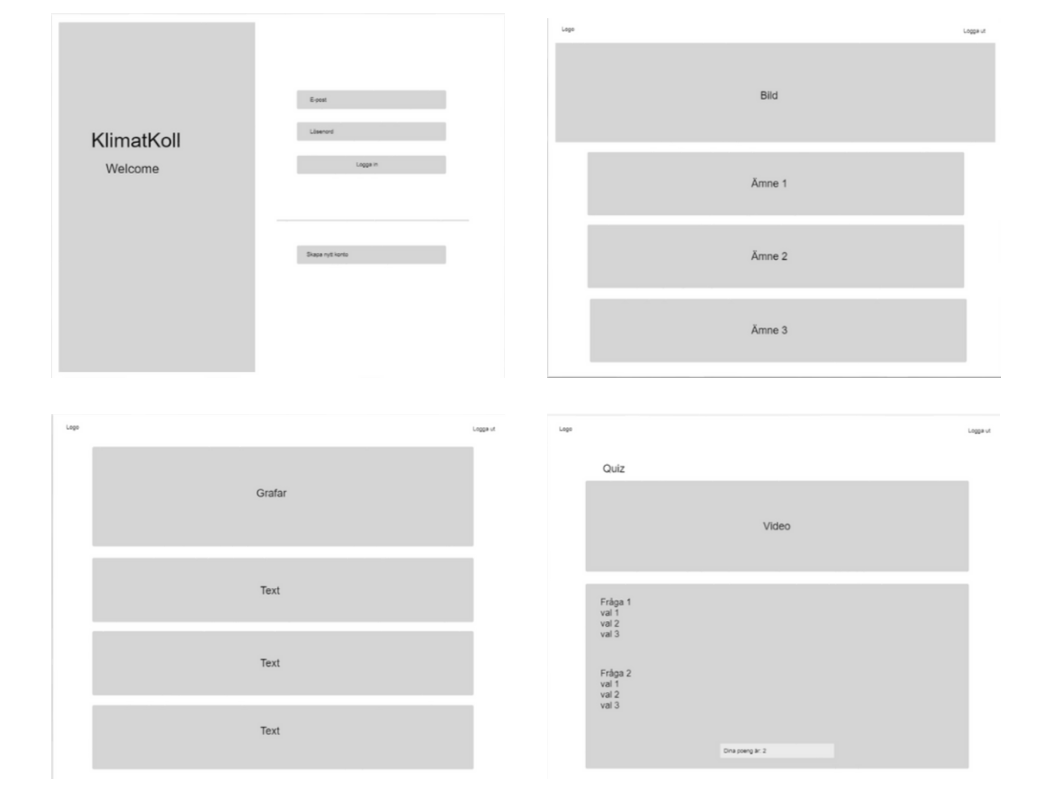 KlimatKoll
Welcome
E-post
Lösenord
Logga in
Skapa nytt konto
Logo
Logga ut
Bild
Ämne 1
Ämne 2
Ämne 3
Logo
Logga ut
Grafar
Text
Text
Text
Logo
Logga ut
Quiz
Video
Fråga 1
val 1
val 2
val 3
Fråga 2
val 1
val 2
val 3
Dina poäng är: 2